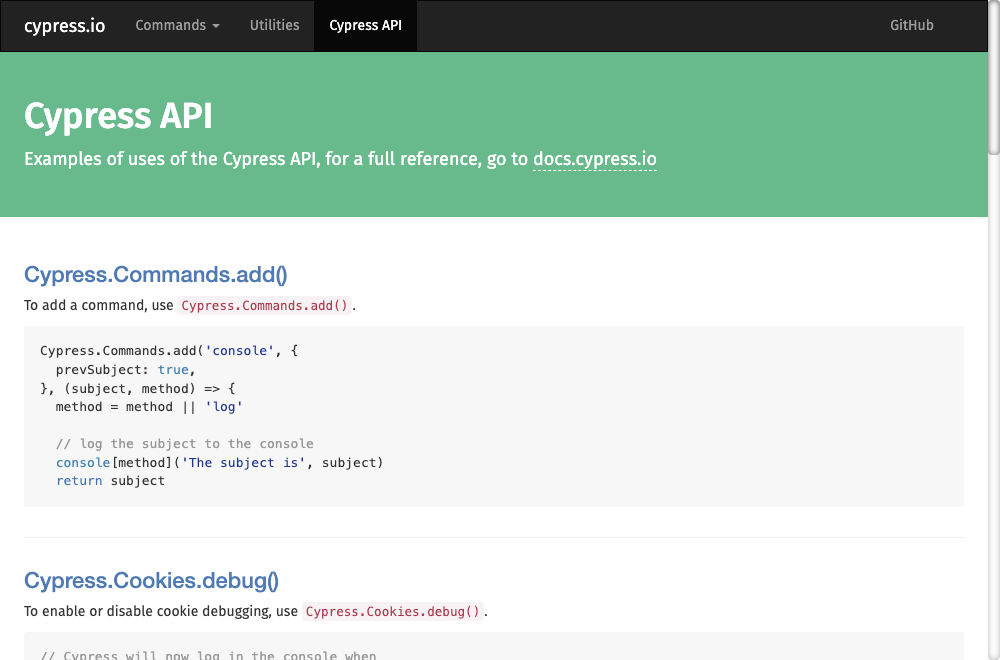 cypress.io Commands Utilities Cypress API GitHub
Cypress API
Examples of uses of the Cypress API, for a full reference, go to docs.cypress.io
Cypress.Commands.add()
To add a command, use Cypress.Commands.add().
Cypress.Commands.add('console', {
  prevSubject: true,
}, (subject, method) => {
  method = method || 'log'
  // log the subject to the console
  console[method]('The subject is', subject)
  return subject
Cypress.Cookies.debug()
To enable or disable cookie debugging, use Cypress.Cookies.debug().
// Cypress will now log in the console when